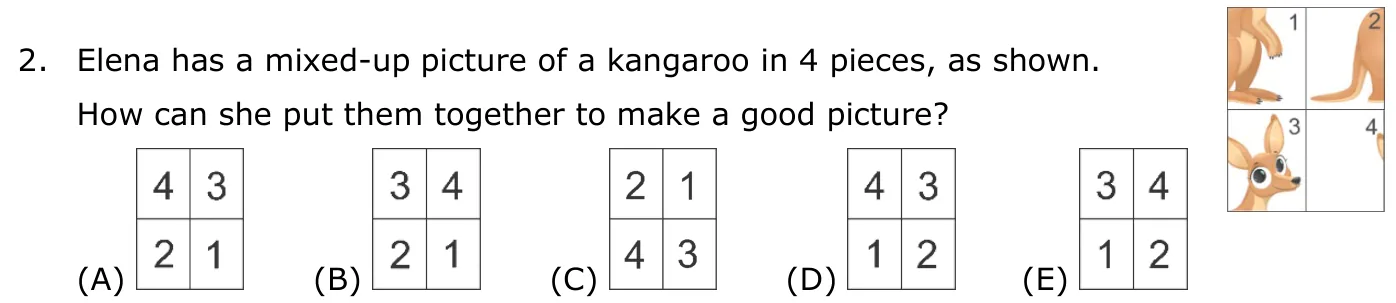 2. Elena has a mixed-up picture of a kangaroo in 4 pieces, as shown.
How can she put them together to make a good picture?
1 2
3 4
(A) 4 3
2 1
(B) 3 4
2 1
(C) 2 1
4 3
(D) 4 3
1 2
(E) 3 4
1 2